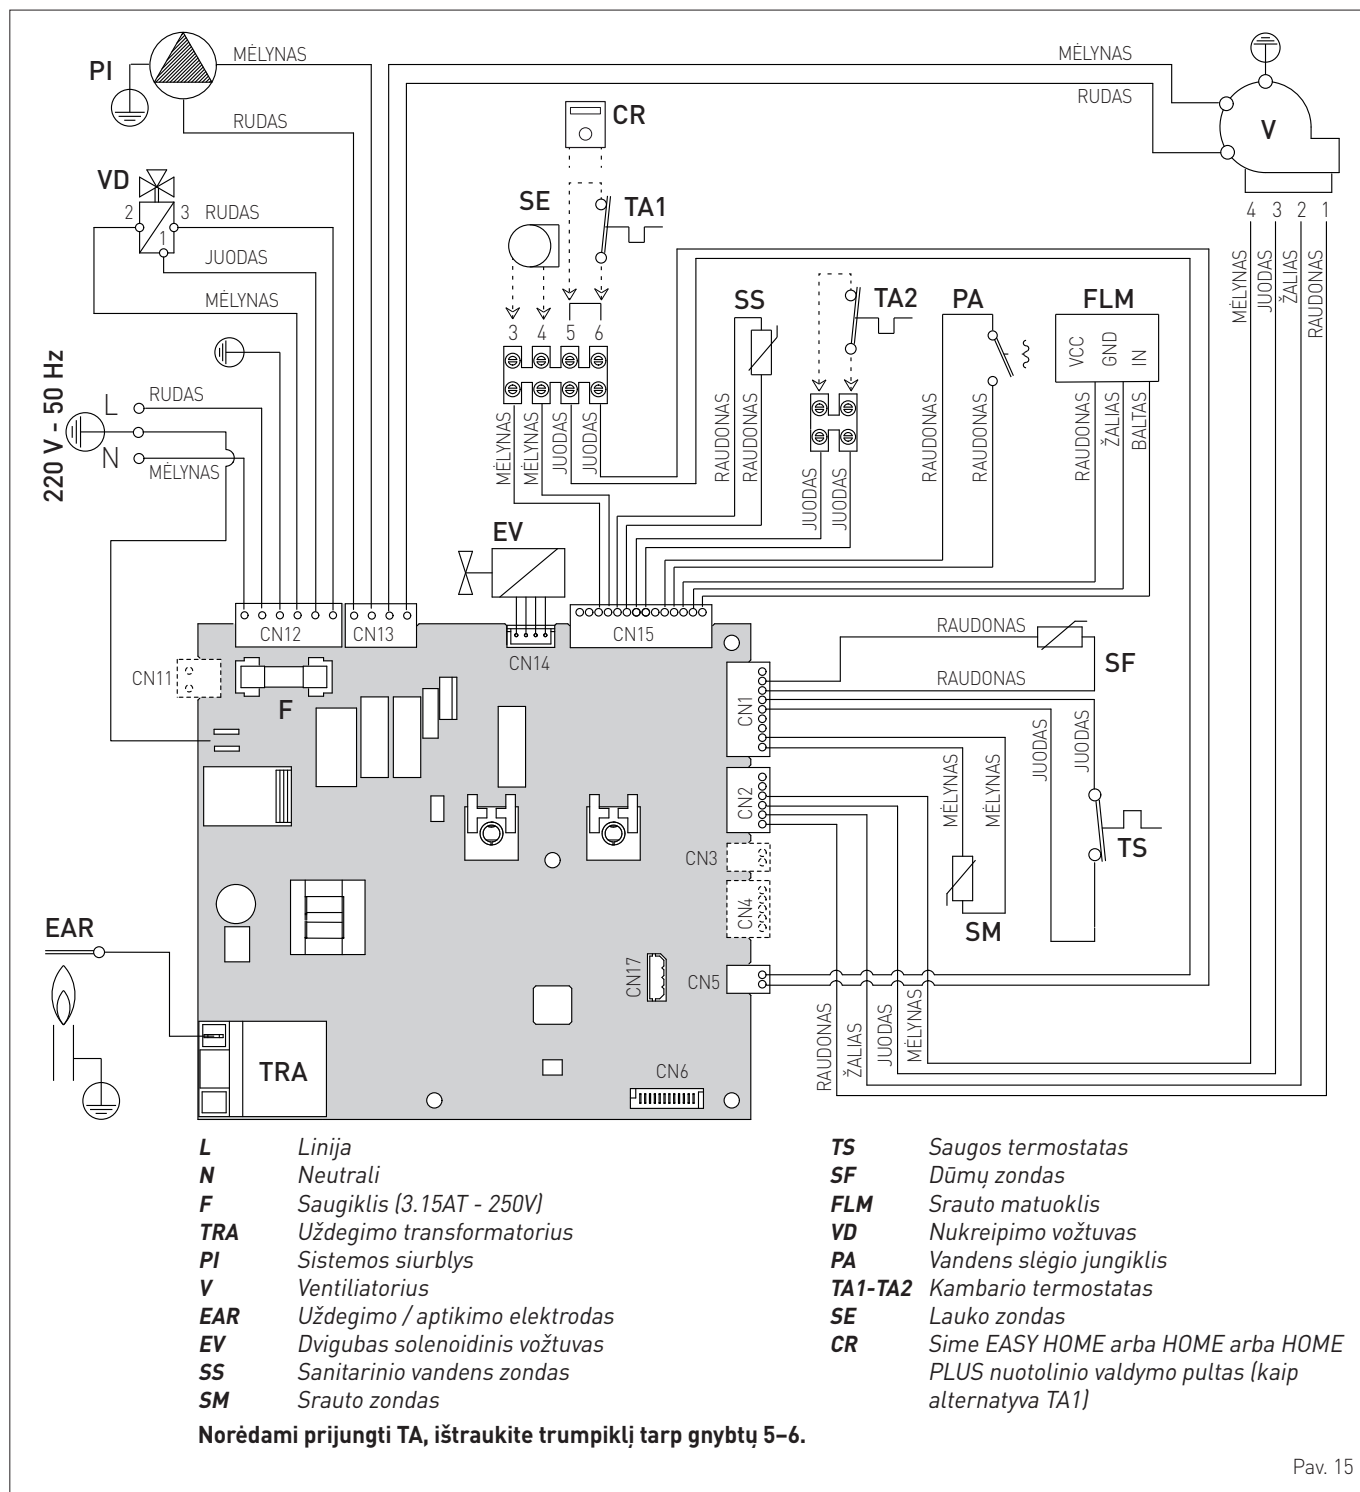 PI
MĖLYNAS
RUDAS
MĖLYNAS
RUDAS
V
4 3 2 1
MĖLYNAS
JUODAS
ŽALIAS
RAUDONAS
CR
VD
2
3
1
RUDAS
JUODAS
MĖLYNAS
SE
TA1
3 4 5 6
MĖLYNAS
MĖLYNAS
JUODAS
JUODAS
SS
RAUDONAS
RAUDONAS
TA2
JUODAS
JUODAS
PA
RAUDONAS
RAUDONAS
FLM
VCC
GND
IN
RAUDONAS
ŽALIAS
BALTAS
220 V - 50 Hz
L
RUDAS
N
MĖLYNAS
EV
CN12
CN13
CN14
CN15
CN11
F
RAUDONAS
SF
RAUDONAS
CN1
JUODAS
JUODAS
MĖLYNAS
MĖLYNAS
CN2
TS
CN3
CN4
SM
EAR
CN17
CN5
RAUDONAS
ŽALIAS
JUODAS
MĖLYNAS
TRA
CN6
L Linija
N Neutrali
F Saugiklis (3.15AT - 250V)
TRA Uždegimo transformatorius
PI Sistemos siurblys
V Ventiliatorius
EAR Uždegimo / aptikimo elektrodas
EV Dvigubas solenoidinis vožtuvas
SS Sanitarinio vandens zondas
SM Srauto zondas
TS Saugos termostatas
SF Dūmų zondas
FLM Srauto matuoklis
VD Nukreipimo vožtuvas
PA Vandens slėgio jungiklis
TA1-TA2 Kambario termostatas
SE Lauko zondas
CR Sime EASY HOME arba HOME arba HOME
PLUS nuotolinio valdymo pultas (kaip
alternatyva TA1)
Norėdami prijungti TA, ištraukite trumpiklį tarp gnybtų 5–6.
Pav. 15